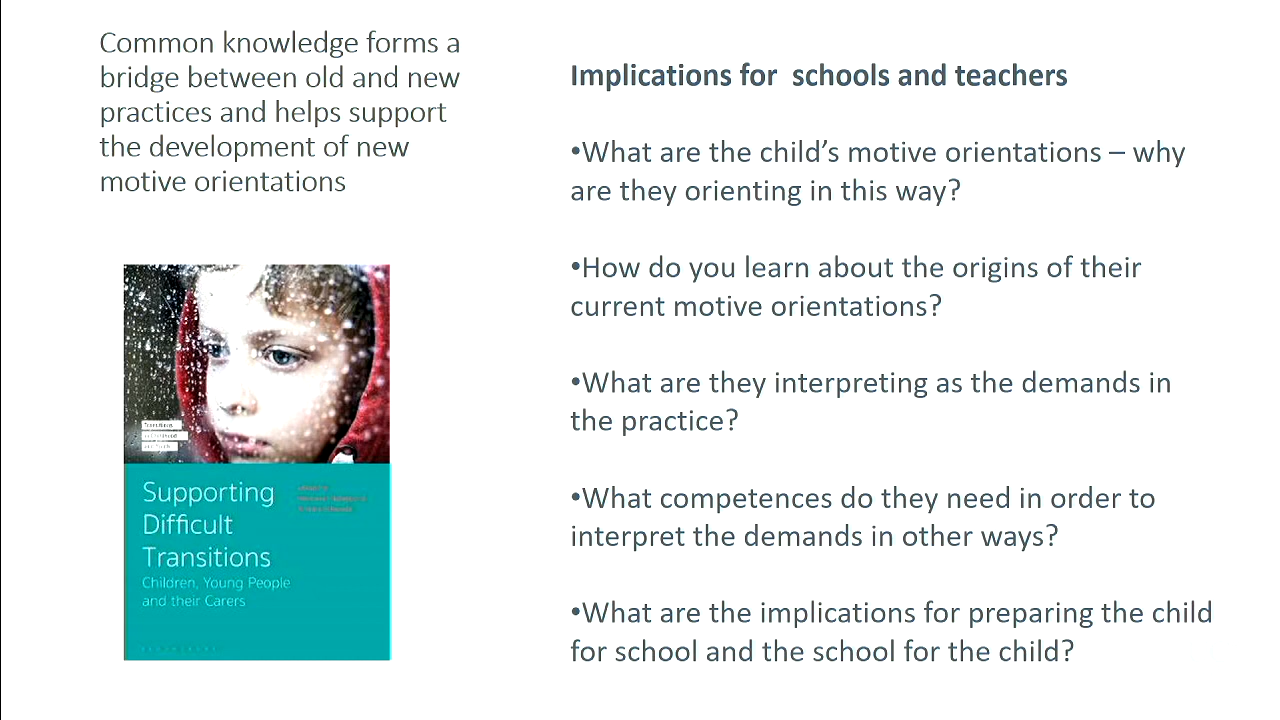 Common knowledge forms a
bridge between old and new
practices and helps support
the development of new
motive orientations
Implications for  schools and teachers
•What are the child’s motive orientations – why
are they orienting in this way?
•How do you learn about the origins of their
current motive orientations?
•What are they interpreting as the demands in
the practice?
•What competences do they need in order to
interpret the demands in other ways?
•What are the implications for preparing the child
for school and the school for the child?
Transitions
Supporting
Difficult
Transitions
Children, Young People
and their Carers